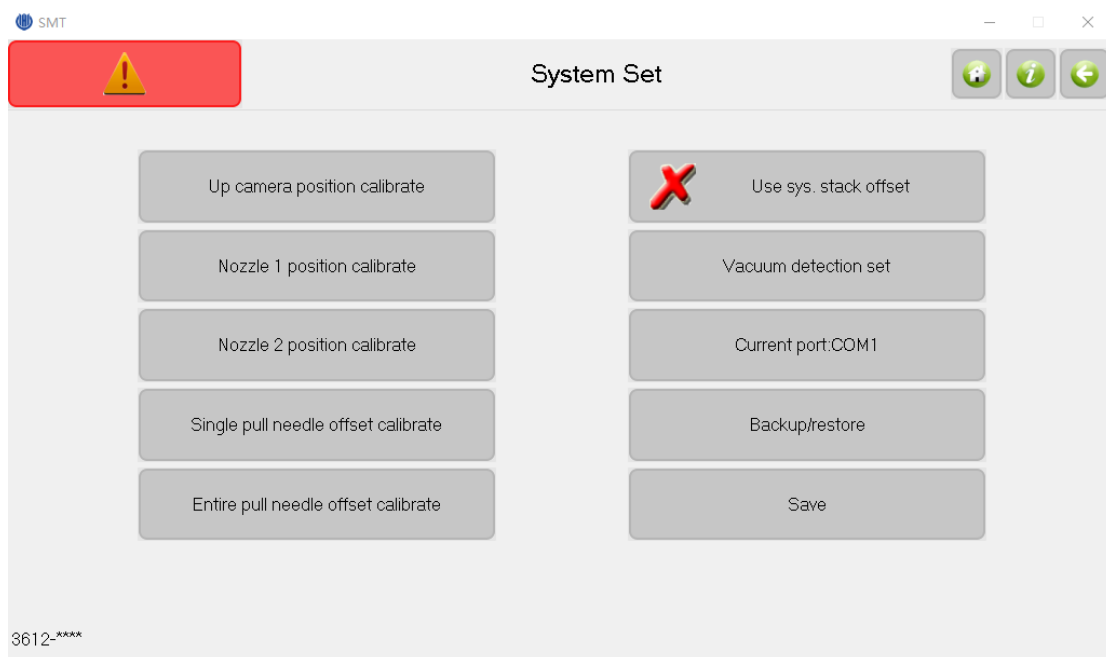 SMT
System Set
Up camera position calibrate
Nozzle 1 position calibrate
Nozzle 2 position calibrate
Single pull needle offset calibrate
Entire pull needle offset calibrate
Use sys. stack offset
Vacuum detection set
Current port:COM1
Backup/restore
Save
3612-****